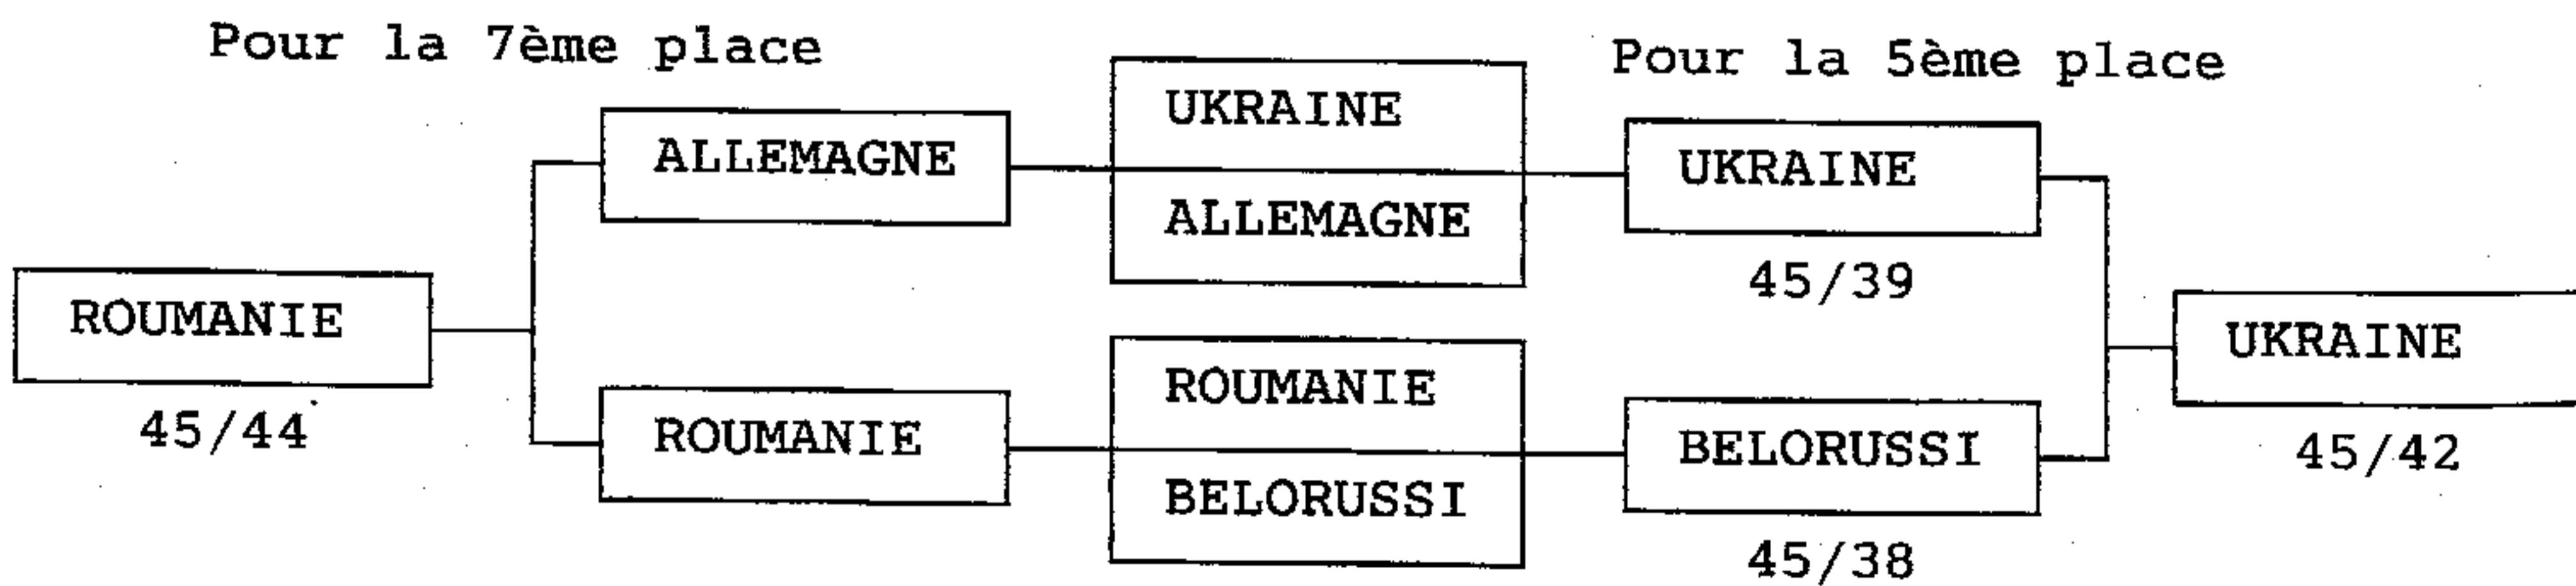 Pour la 7ème place
Pour la 5ème place
UKRAINE
ALLEMAGNE
UKRAINE
ALLEMAGNE
45/39
ROUMANIE
UKRAINE
45/44
ROUMANIE
ROUMANIE
BELORUSSI
45/42
BELORUSSI
45/38